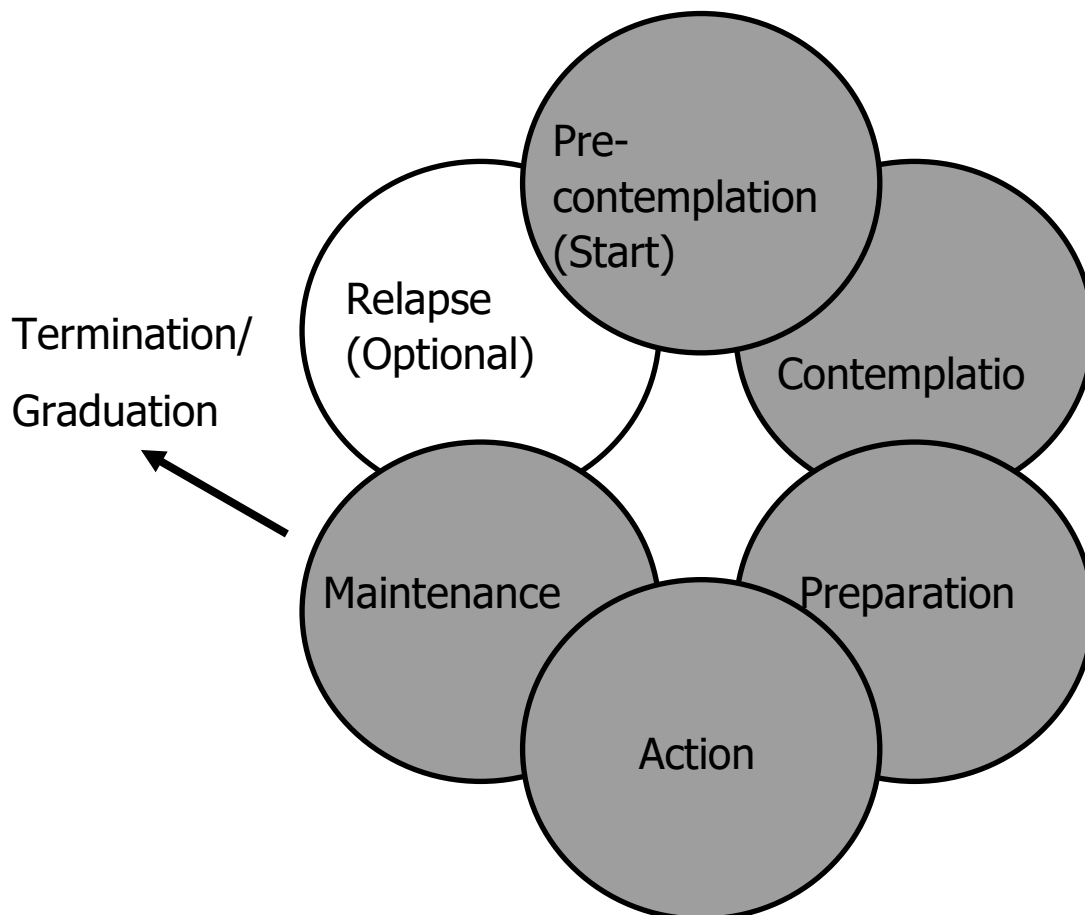 Pre-
contemplation
(Start)
Contemplatio
Relapse
(Optional)
Termination/
Graduation
Maintenance
Preparation
Action